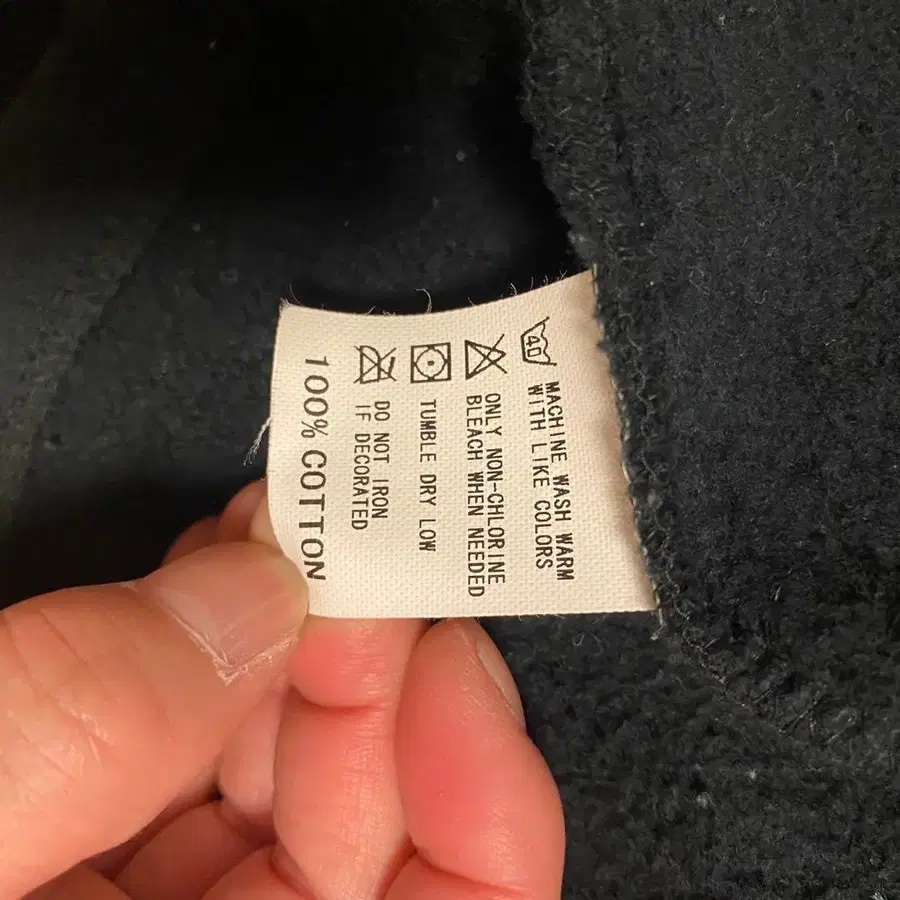 40
MACHINE WASH WARM
WITH LIKE COLORS
ONLY NON-CHLORINE
BLEACH WHEN NEEDED
TUMBLE DRY LOW
DO NOT IRON
IF DECORATED
100% COTTON